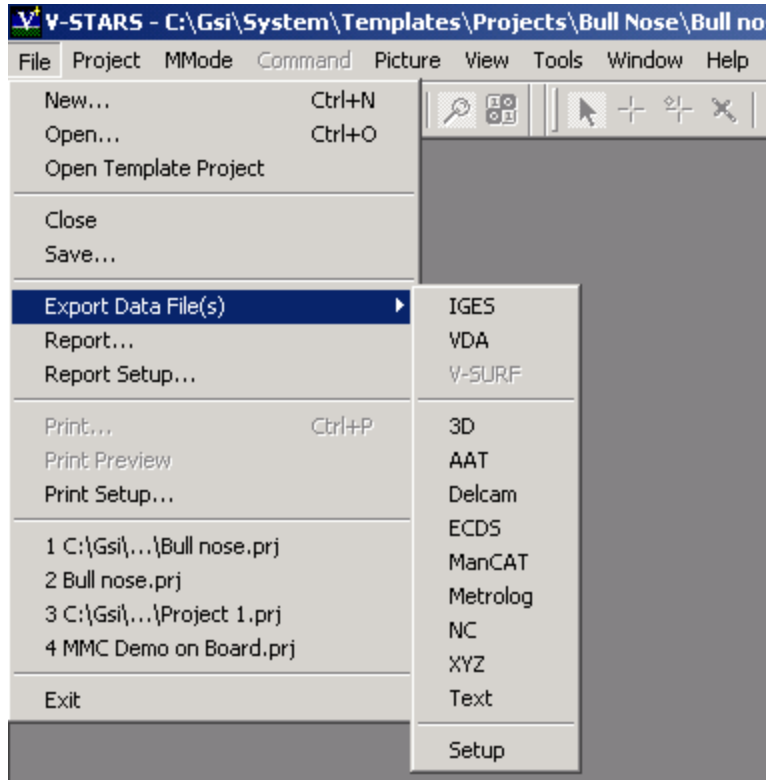 V-STARS - C:\Gsi\System\Templates\Projects\Bull Nose\Bull no
File Project MMode Command Picture View Tools Window Help
New... Ctrl+N
Open... Ctrl+O
Open Template Project
Close
Save...
Export Data File(s)
Report...
Report Setup...
Print... Ctrl+P
Print Preview
Print Setup...
1 C:\Gsi\...\Bull nose.prj
2 Bull nose.prj
3 C:\Gsi\...\Project 1.prj
4 MMC Demo on Board.prj
Exit
IGES
VDA
V-SURF
3D
AAT
Delcam
ECDS
ManCAT
Metrolog
NC
XYZ
Text
Setup